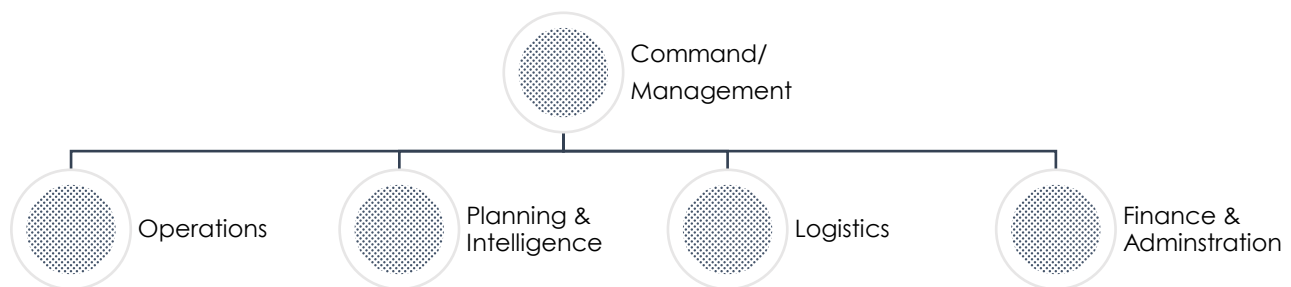 Command/
Management
Operations
Planning &
Intelligence
Logistics
Finance &
Adminstration